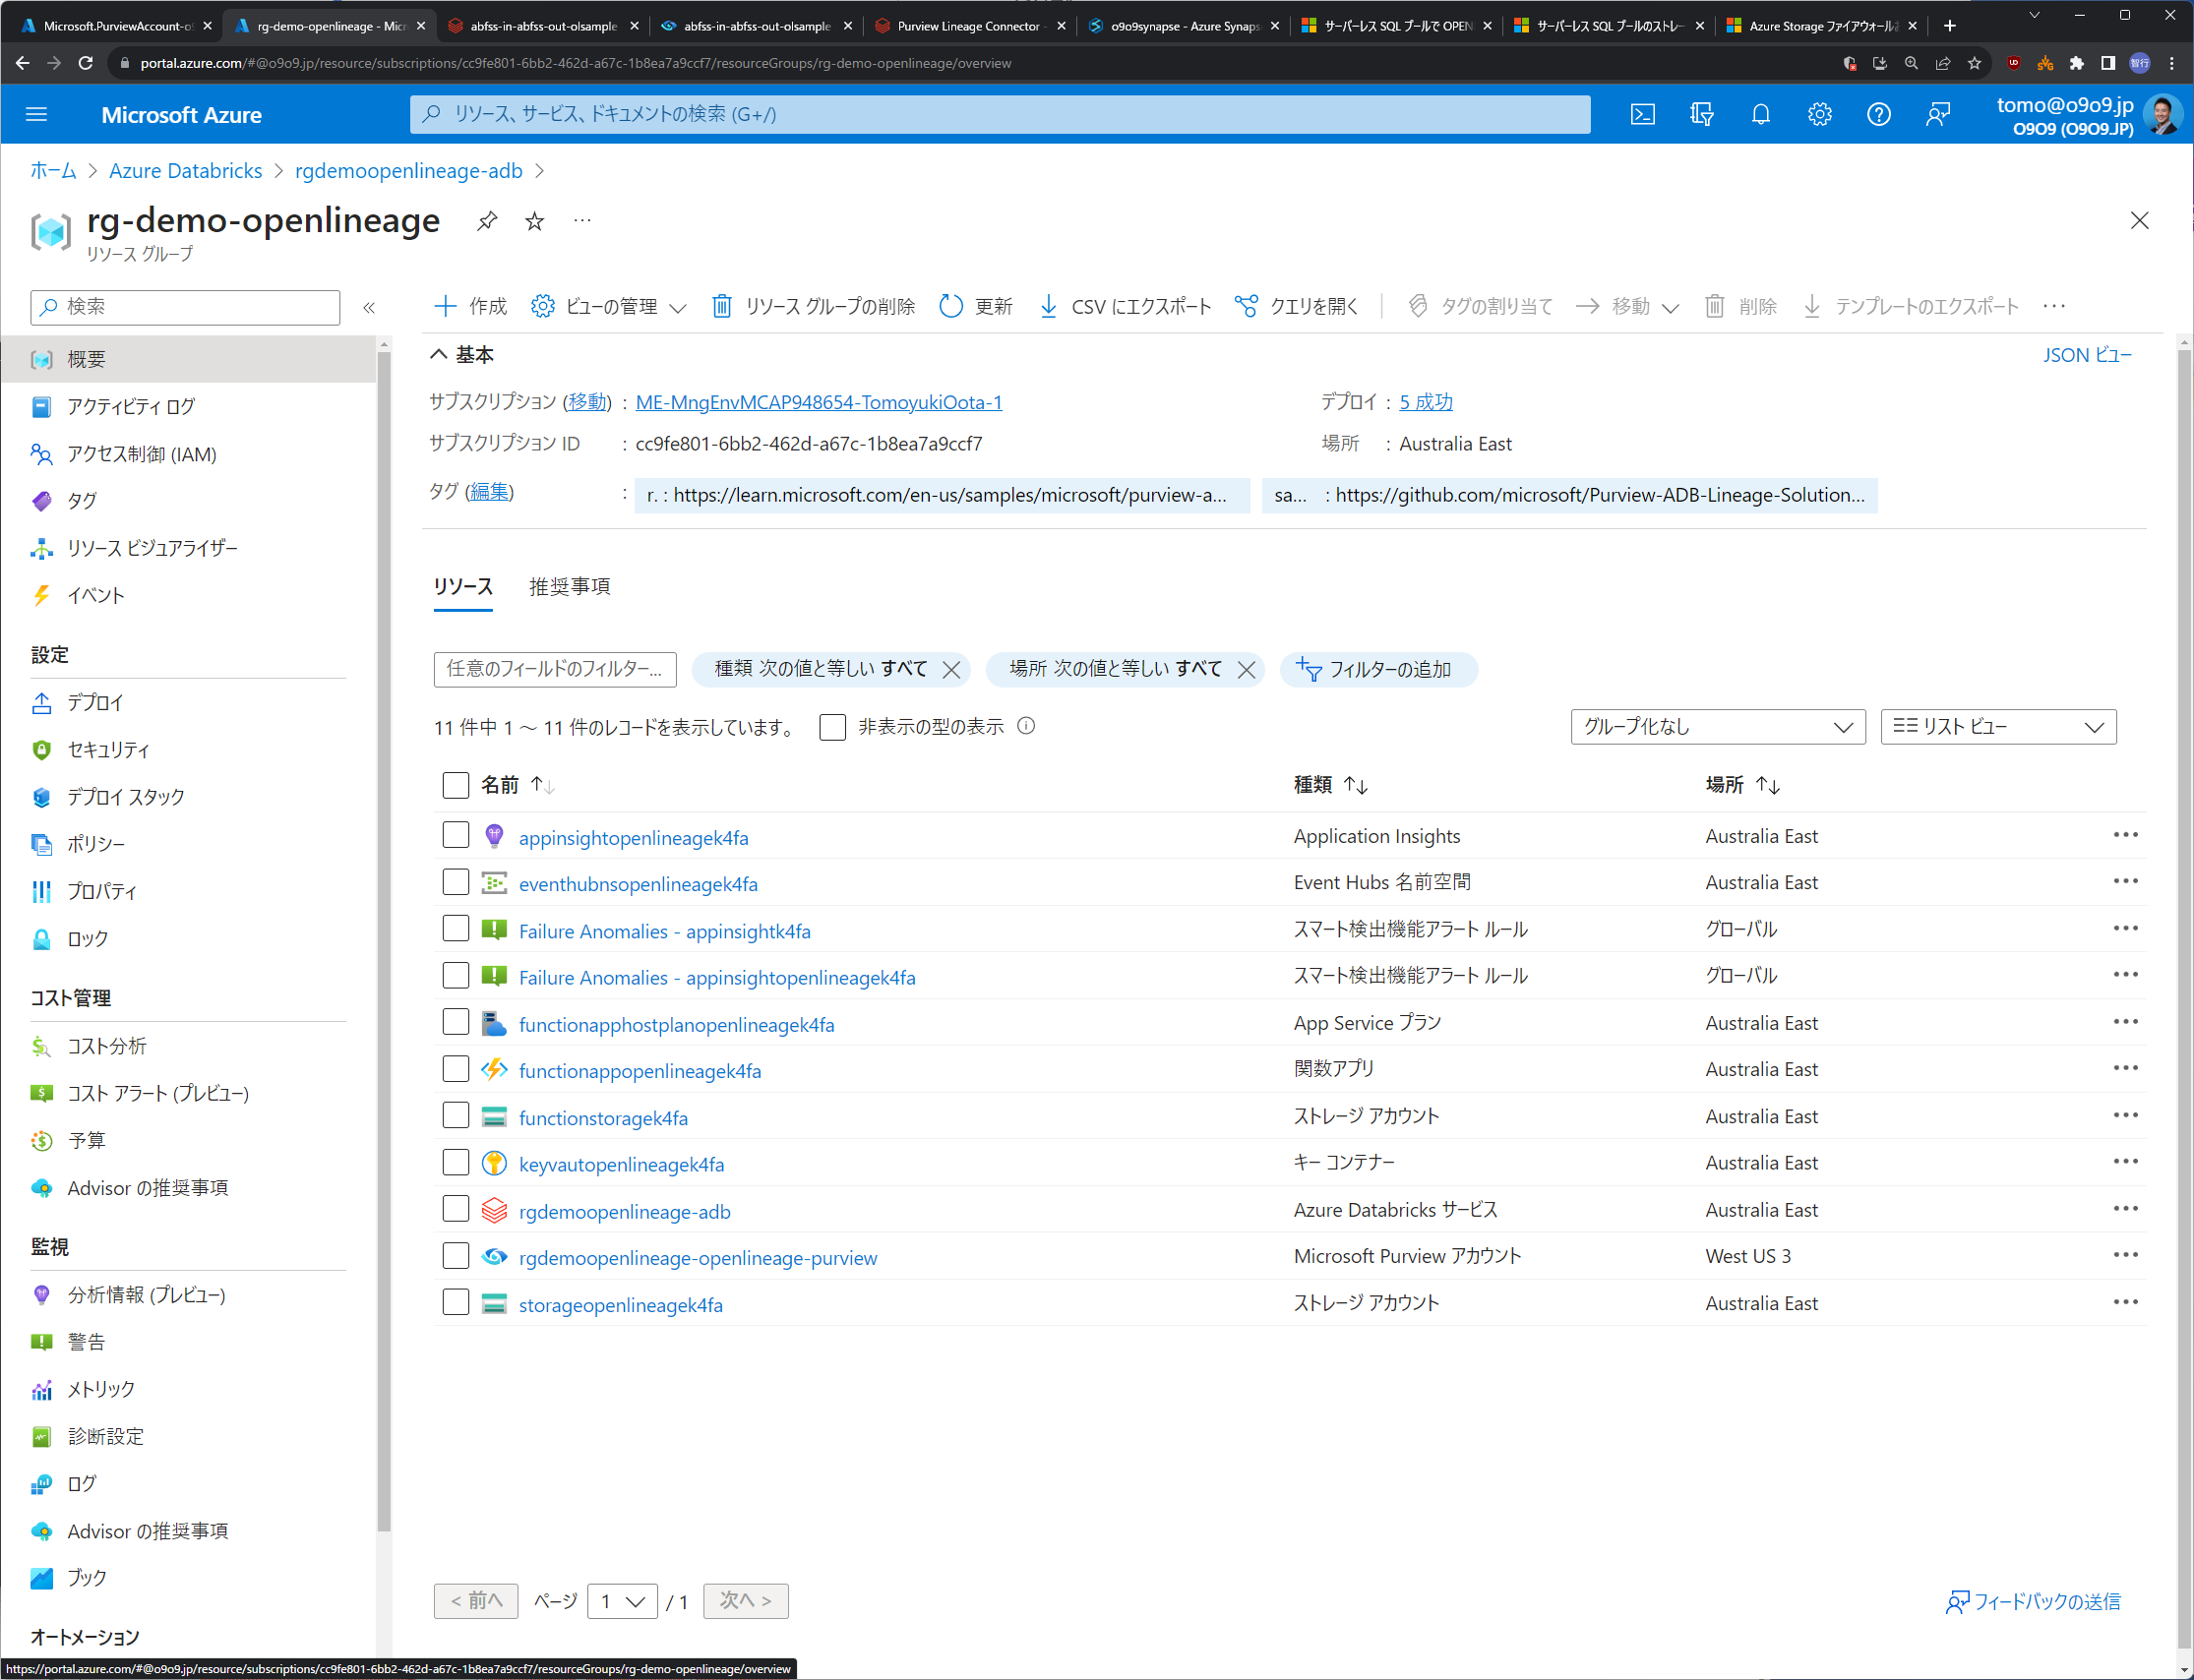 Microsoft.PurviewAccount-o9
rg-demo-openlineage - Micr
abfss-in-abfss-out-olsample
abfss-in-abfss-out-olsample
Purview Lineage Connector -
o9o9synapse - Azure Synaps
サーバーレス SQL プールで OPEN
サーバーレス SQL プールのストレー
Azure Storage ファイアウォールお
portal.azure.com/#@o9o9.jp/resource/subscriptions/cc9fe801-6bb2-462d-a67c-1b8ea7a9ccf7/resourceGroups/rg-demo-openlineage/overview
智行
Microsoft Azure
リソース、サービス、ドキュメントの検索 (G+/)
tomo@o9o9.jp
O9O9 (O9O9.JP)
ホーム > Azure Databricks > rgdemoopenlineage-adb >
rg-demo-openlineage
リソース グループ
検索
概要
アクティビティ ログ
アクセス制御 (IAM)
タグ
リソース ビジュアライザー
イベント
設定
デプロイ
セキュリティ
デプロイ スタック
ポリシー
プロパティ
ロック
コスト管理
コスト分析
コスト アラート (プレビュー)
予算
Advisor の推奨事項
監視
分析情報 (プレビュー)
警告
メトリック
診断設定
ログ
Advisor の推奨事項
ブック
オートメーション
作成 ビューの管理 リソース グループの削除 更新 CSV にエクスポート クエリを開く タグの割り当て 移動 削除 テンプレートのエクスポート
基本
JSON ビュー
サブスクリプション (移動) : ME-MngEnvMCAP948654-TomoyukiOota-1
デプロイ : 5 成功
サブスクリプション ID : cc9fe801-6bb2-462d-a67c-1b8ea7a9ccf7
場所 : Australia East
タグ (編集) : r. : https://learn.microsoft.com/en-us/samples/microsoft/purview-a... sa... : https://github.com/microsoft/Purview-ADB-Lineage-Solution...
リソース 推奨事項
任意のフィールドのフィルター... 種類 次の値と等しい すべて 場所 次の値と等しい すべて フィルターの追加
11 件中 1 ～ 11 件のレコードを表示しています。 非表示の型の表示
グループ化なし リスト ビュー
名前 種類 場所
appinsightopenlineagek4fa Application Insights Australia East
eventhubnsopenlineagek4fa Event Hubs 名前空間 Australia East
Failure Anomalies - appinsightk4fa スマート検出機能アラート ルール グローバル
Failure Anomalies - appinsightopenlineagek4fa スマート検出機能アラート ルール グローバル
functionapphostplanopenlineagek4fa App Service プラン Australia East
functionappopenlineagek4fa 関数アプリ Australia East
functionstoragek4fa ストレージ アカウント Australia East
keyvautopenlineagek4fa キー コンテナー Australia East
rgdemoopenlineage-adb Azure Databricks サービス Australia East
rgdemoopenlineage-openlineage-purview Microsoft Purview アカウント West US 3
storageopenlineagek4fa ストレージ アカウント Australia East
< 前へ ページ 1 / 1 次へ >
フィードバックの送信
https://portal.azure.com/#@o9o9.jp/resource/subscriptions/cc9fe801-6bb2-462d-a67c-1b8ea7a9ccf7/resourceGroups/rg-demo-openlineage/overview